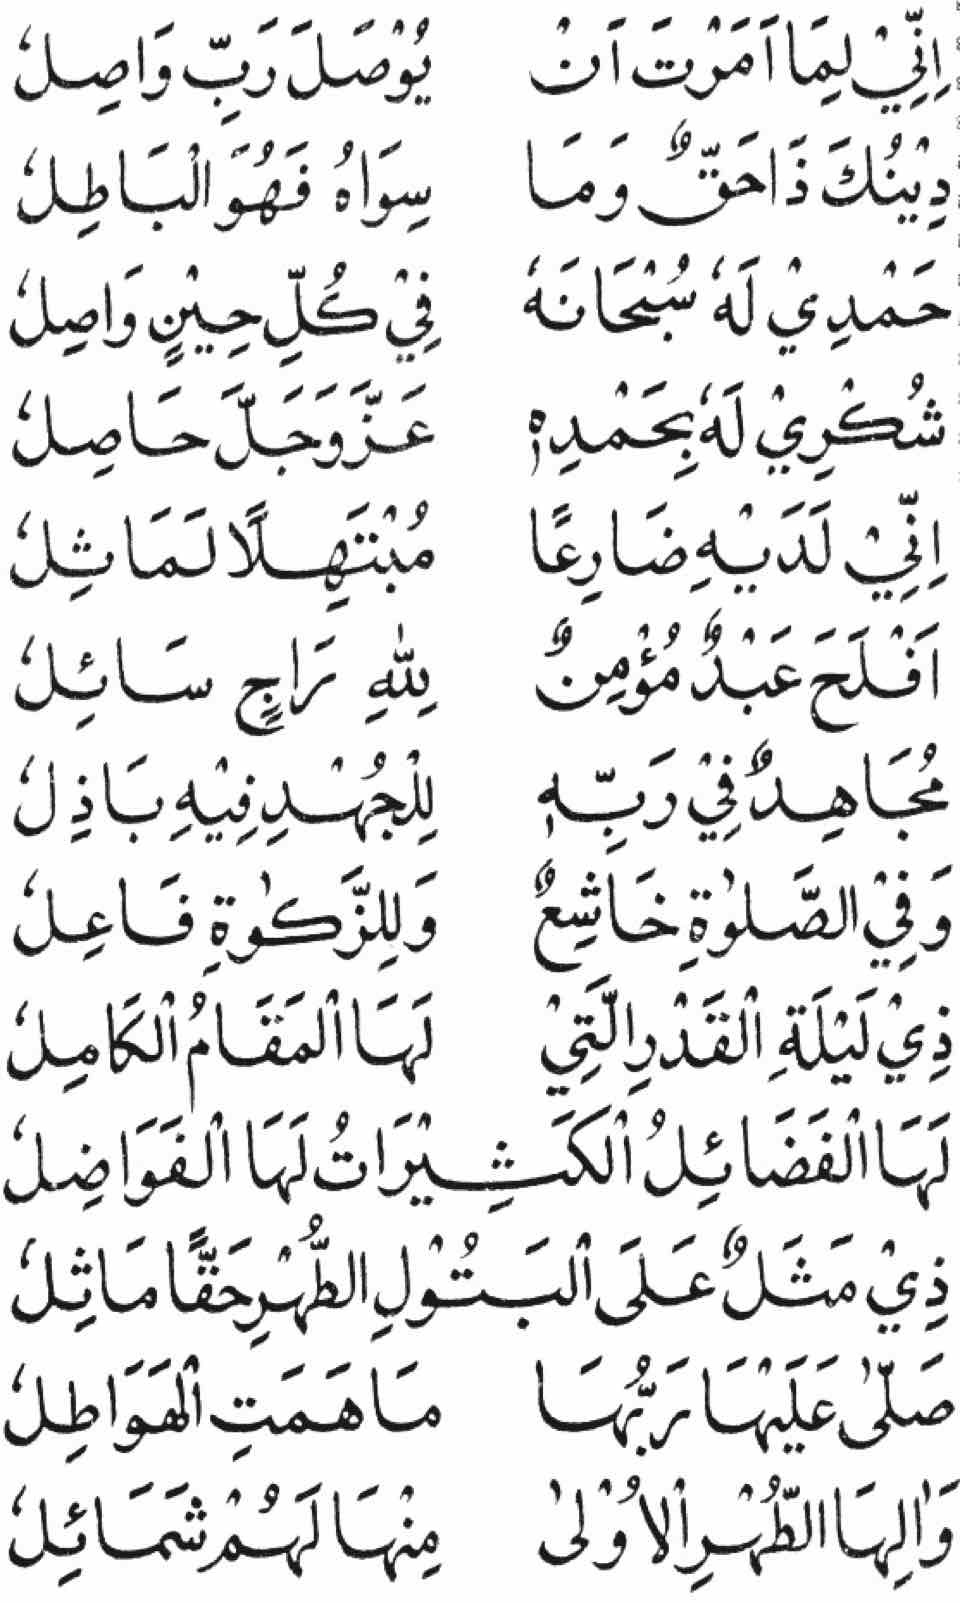 اِنِّيْ لِمَا اَمَرْتَ اَنْ يُوْصَلَ رَبِّ وَاصِلُ
دِيْنُكَ ذَا حَقٌّ وَمَا سِوَاهُ فَهُوَ الْبَاطِلُ
حَمْدِيْ لَهٗ سُبْحَانَهٗ فِيْ كُلِّ حِيْنٍ وَاصِلُ
شُكْرِيْ لَهٗ بِحَمْدِهٖ عَزَّ وَجَلَّ حَاصِلُ
اِنِّيْ لَدَيْهِ ضَارِعًا مُبْتَهِلًا لَمَاثِلُ
اَفْلَحَ عَبْدٌ مُؤْمِنٌ لِلّٰهِ رَاجٍ سَائِلُ
مُجَاهِدٌ فِيْ رَبِّهٖ لِلْجُهْدِ فِيْهِ بَاذِلُ
وَفِيْ الصَّلٰوةِ خَاشِعٌ وَلِلزَّكٰوةِ فَاعِلُ
ذِيْ لَيْلَةِ الْقَدْرِ الَّتِيْ لَهَا الْمَقَامُ الْكَامِلُ
لَهَا الْفَضَائِلُ الْكَثِيْرَاتُ لَهَا الْفَوَاضِلُ
ذِيْ مَثَلٌ عَلَى الْبَتُوْلِ الطُّهْرِ حَقًّا مَاثِلُ
صَلّٰى عَلَيْهَا رَبُّهَا مَا هَمَتِ الْهَوَاطِلُ
وَاٰلِهَا الطُّهْرِ الْاُوْلٰى مِنْهَا لَهُمْ شَمَائِلُ